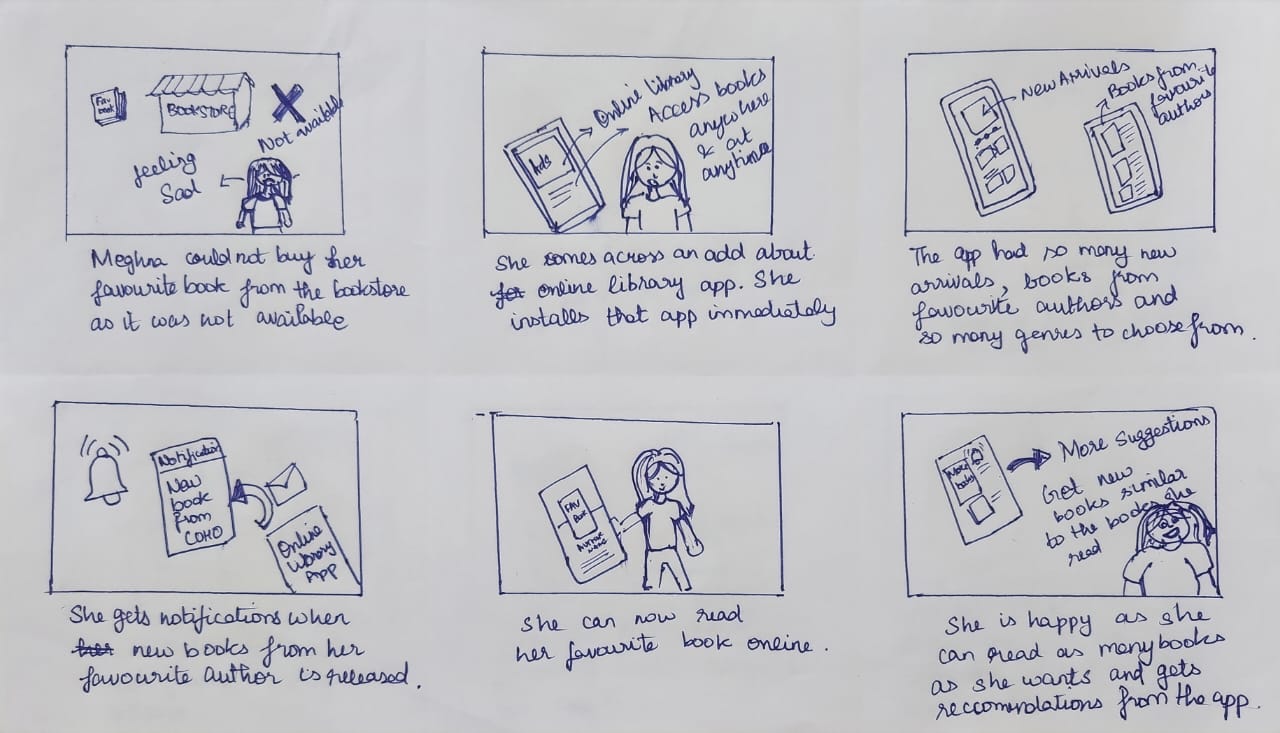 Fav
book
BOOKSTORE
Not availible
feeling
Sad
Meghna could not buy her
favourite book from the bookstore
as it was not available
Ads
Online library
Access books
anywhere
& at
anytime
She comes across an add about
for online library app. She
installs that app immediately
New Arrivals
Books from
favourite
authors
The app had so many new
arrivals, books from
favourite authors and
so many genres to choose from.
Notification
New
book
from
COHO
Online
library
APP
She gets notifications when
her new books from her
favourite author is released.
FAV
Book
AUTHOR
NAME
She can now read
her favourite book online.
More
books
More Suggestions
Get new
books similar
to the books she
read
She is happy as she
can read as many books
as she wants and gets
reccomendations from the app.